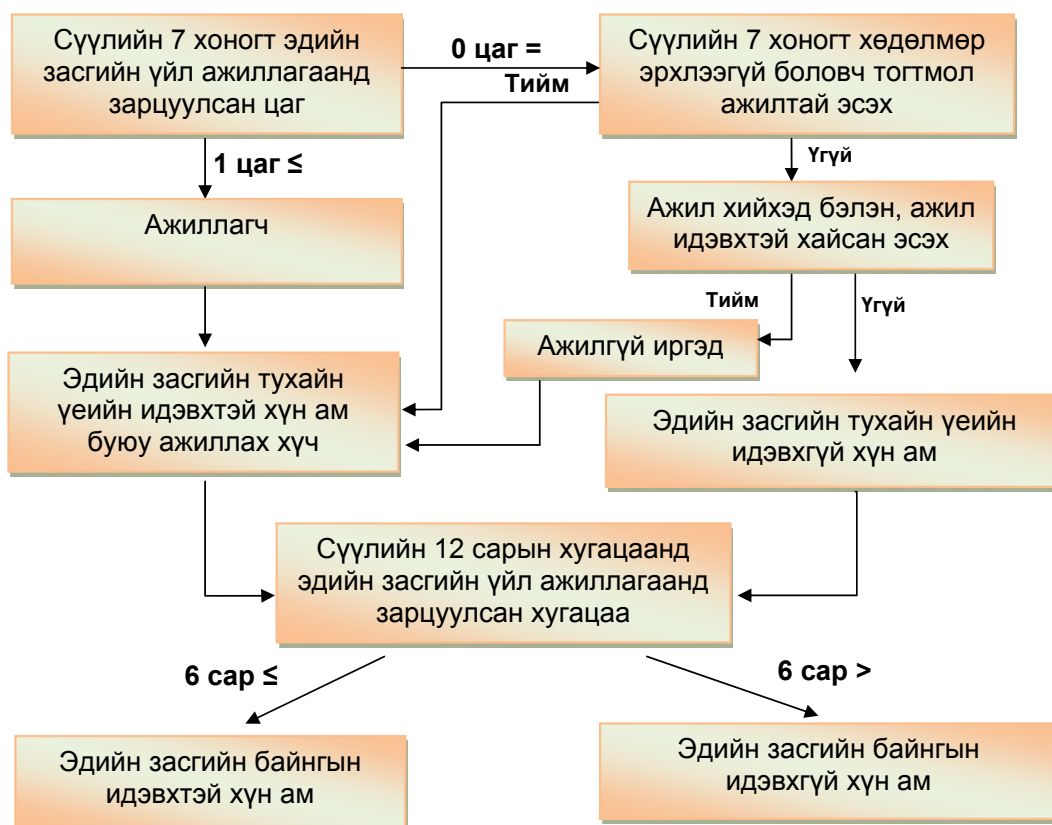 Сүүлийн 7 хоногт эдийн
засгийн үйл ажиллагаанд
зарцуулсан цаг
0 цаг =
Тийм
Сүүлийн 7 хоногт хөдөлмөр
эрхлээгүй боловч тогтмол
ажилтай эсэх
1 цаг ≤
Үгүй
Ажиллагч
Ажил хийхэд бэлэн, ажил
идэвхтэй хайсан эсэх
Тийм
Үгүй
Ажилгүй иргэд
Эдийн засгийн тухайн
үеийн идэвхтэй хүн ам
буюу ажиллах хүч
Эдийн засгийн тухайн үеийн
идэвхгүй хүн ам
Сүүлийн 12 сарын хугацаанд
эдийн засгийн үйл ажиллагаанд
зарцуулсан хугацаа
6 сар ≤
6 сар >
Эдийн засгийн байнгын
идэвхтэй хүн ам
Эдийн засгийн байнгын
идэвхгүй хүн ам